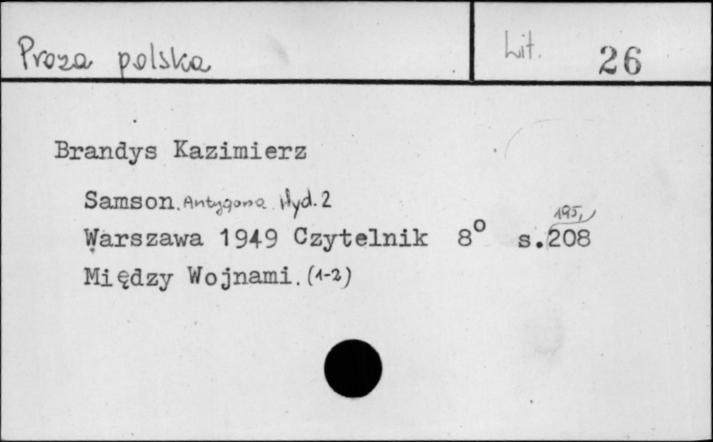 Proza polska
Lit. 26
Brandys Kazimierz
Samson. Antygona. Wyd. 2
195,
Warszawa 1949 Czytelnik 8° s. 208
Między Wojnami. (1-2)